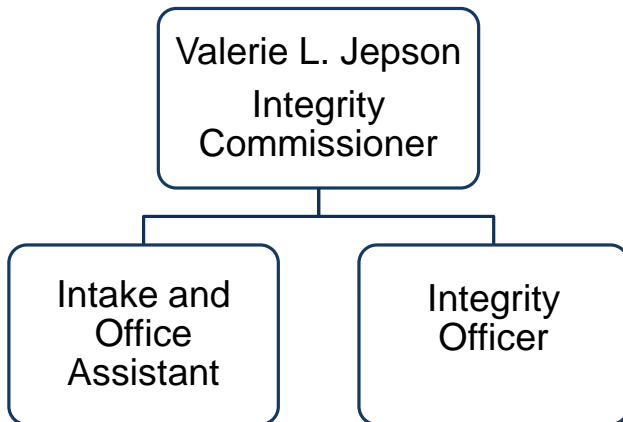 Valerie L. Jepson
Integrity
Commissioner
Intake and
Office
Assistant
Integrity
Officer